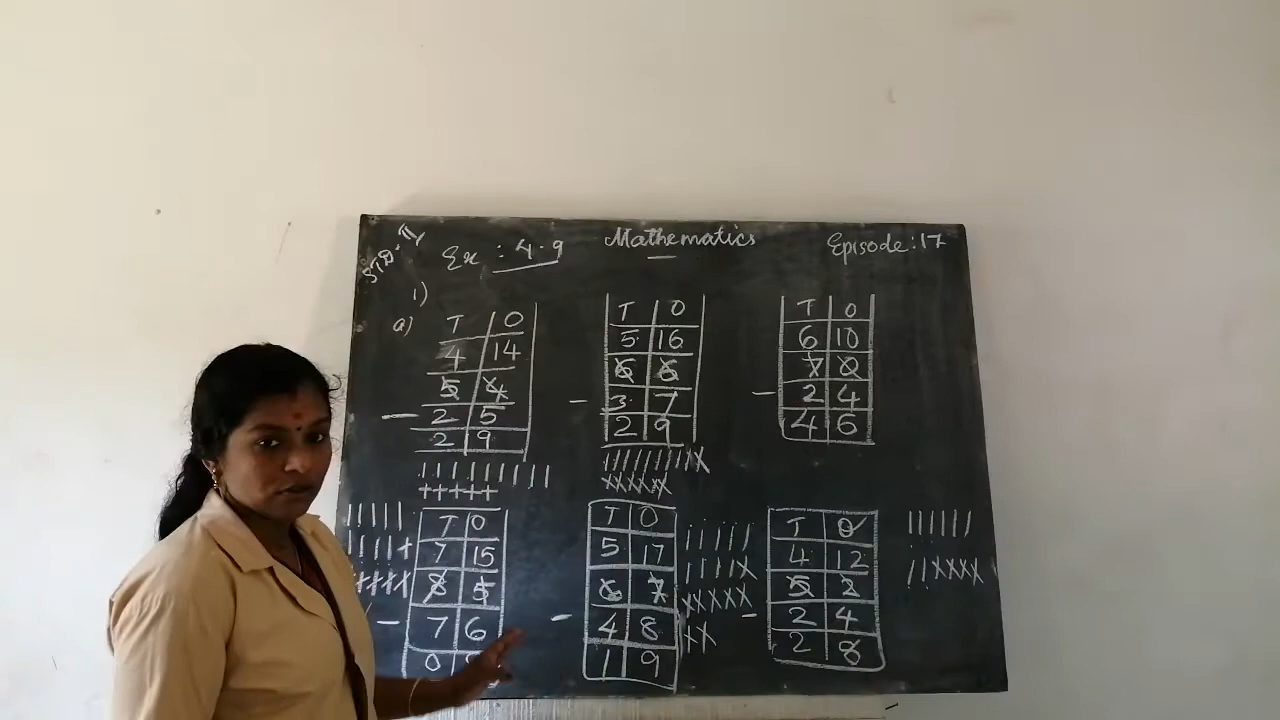 STD: II
Ex : 4.9
Mathematics
Episode: 17
1)
a)
T O
4 14
5 4
- 2 5
2 9
T O
5 16
6 6
- 3 7
2 9
T O
6 10
7 0
- 2 4
4 6
T O
7 15
8 5
- 7 6
0
T O
5 17
6 7
- 4 8
1 9
T O
4 12
5 2
- 2 4
2 8